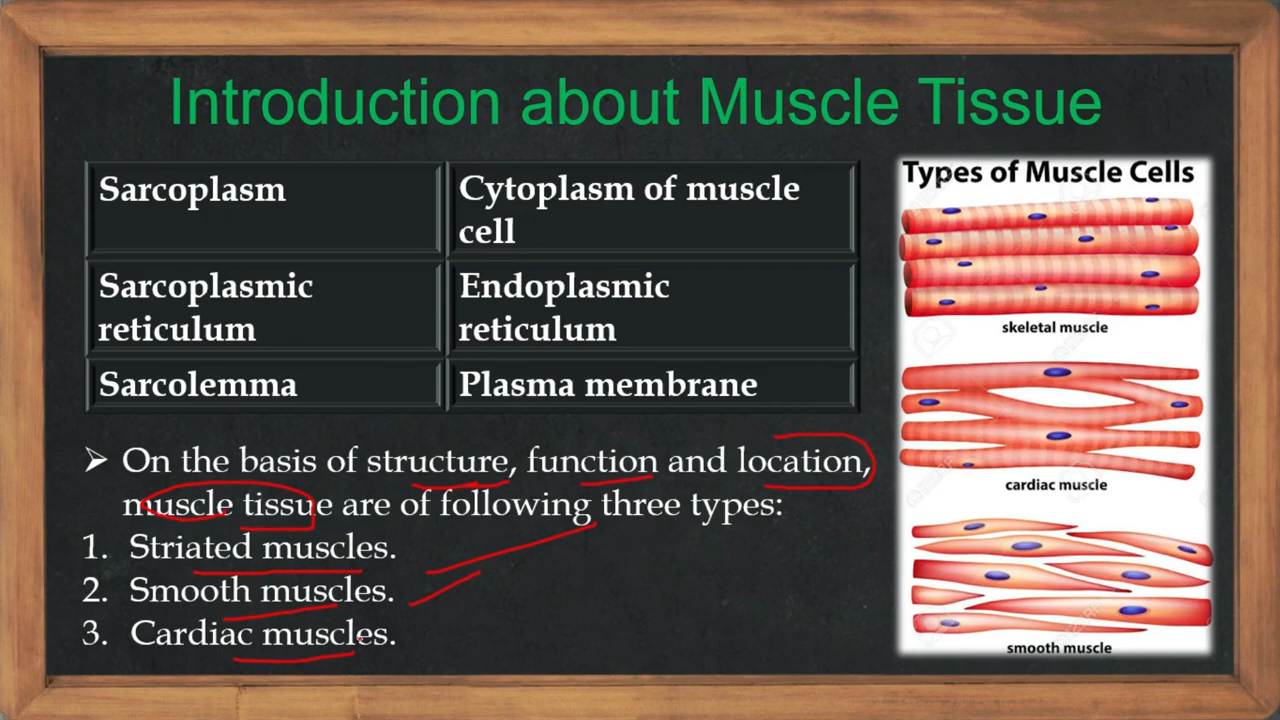 Introduction about Muscle Tissue
Sarcoplasm
Cytoplasm of muscle
cell
Sarcoplasmic
reticulum
Endoplasmic
reticulum
Sarcolemma
Plasma membrane
➢ On the basis of structure, function and location,
muscle tissue are of following three types:
1. Striated muscles.
2. Smooth muscles.
3. Cardiac muscles.
Types of Muscle Cells
skeletal muscle
cardiac muscle
smooth muscle